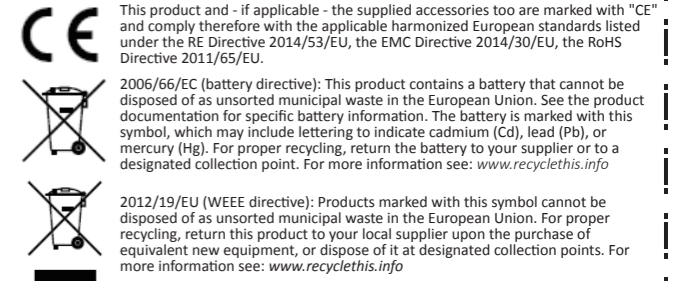 This product and - if applicable - the supplied accessories too are marked with "CE"
and comply therefore with the applicable harmonized European standards listed
under the RE Directive 2014/53/EU, the EMC Directive 2014/30/EU, the RoHS
Directive 2011/65/EU.
2006/66/EC (battery directive): This product contains a battery that cannot be
disposed of as unsorted municipal waste in the European Union. See the product
documentation for specific battery information. The battery is marked with this
symbol, which may include lettering to indicate cadmium (Cd), lead (Pb), or
mercury (Hg). For proper recycling, return the battery to your supplier or to a
designated collection point. For more information see: www.recyclethis.info
2012/19/EU (WEEE directive): Products marked with this symbol cannot be
disposed of as unsorted municipal waste in the European Union. For proper
recycling, return this product to your local supplier upon the purchase of
equivalent new equipment, or dispose of it at designated collection points. For
more information see: www.recyclethis.info